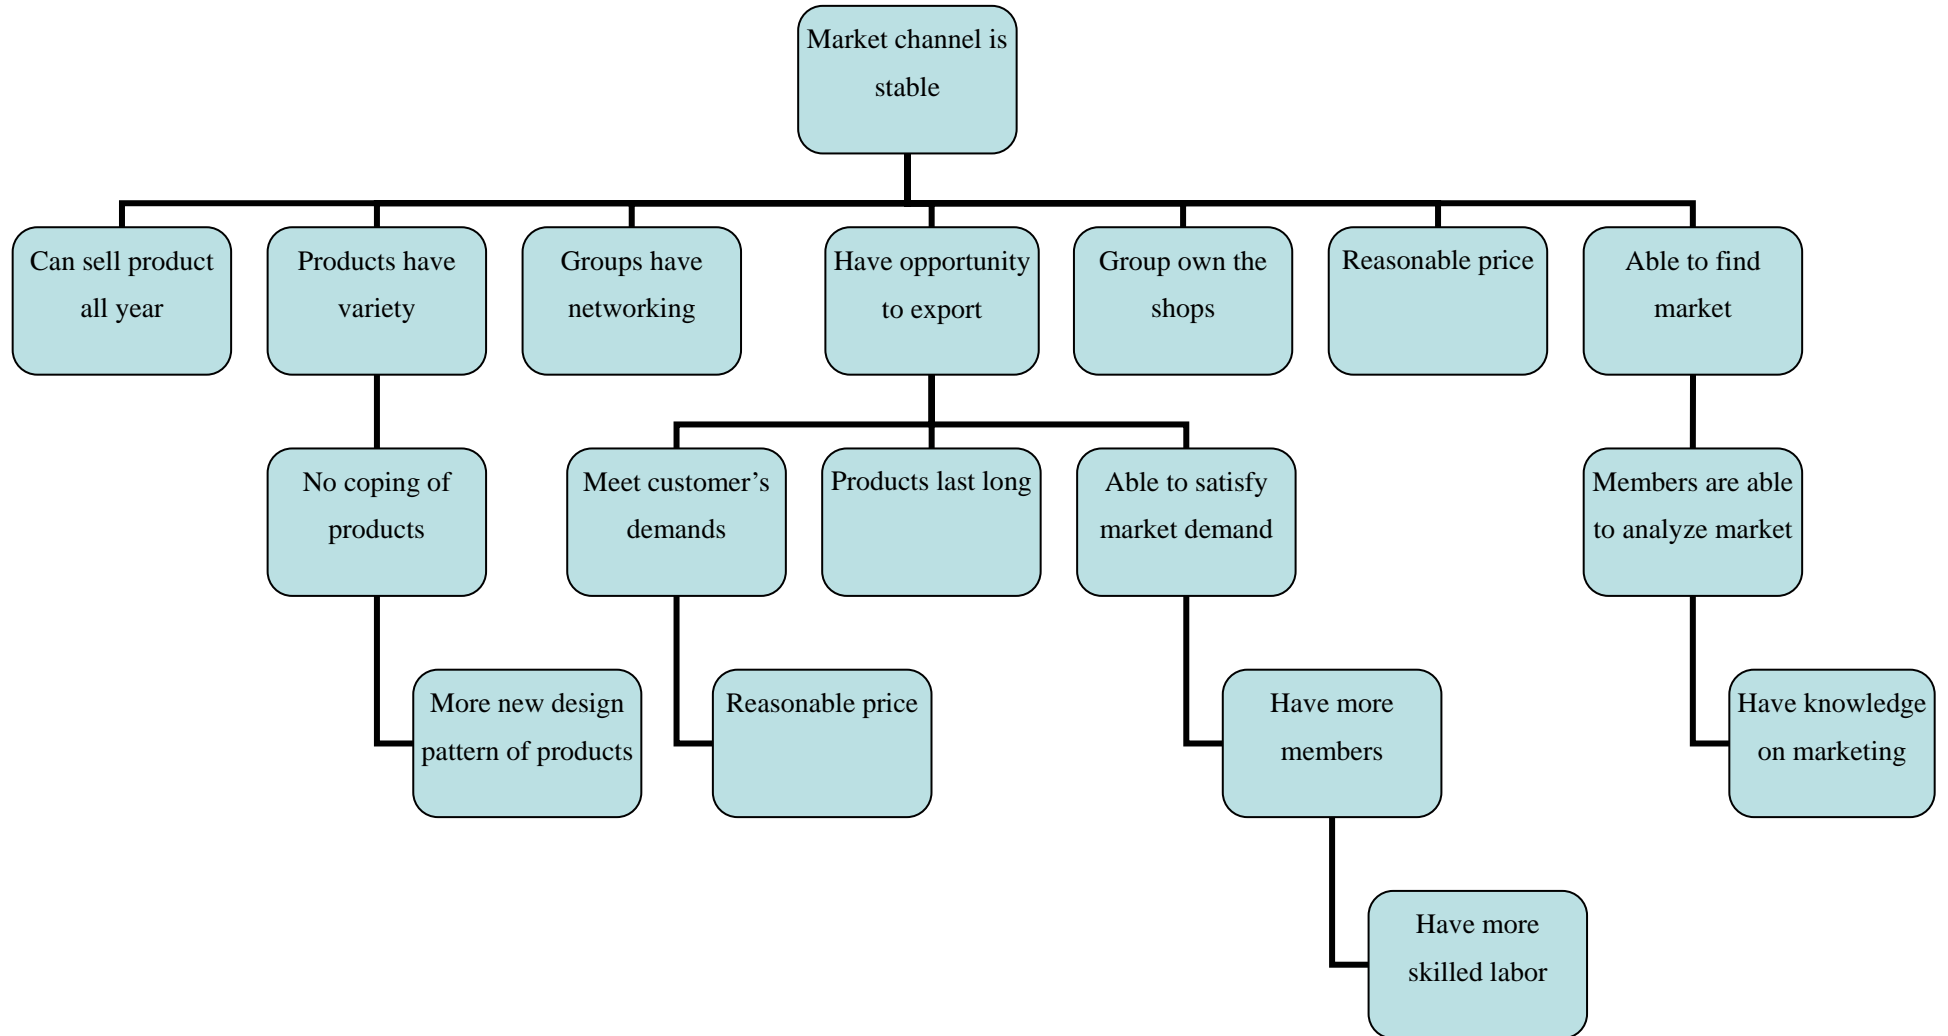 Market channel is
stable
Can sell product
all year
Products have
variety
Groups have
networking
Have opportunity
to export
Group own the
shops
Reasonable price
Able to find
market
No coping of
products
Meet customer’s
demands
Products last long
Able to satisfy
market demand
Members are able
to analyze market
More new design
pattern of products
Reasonable price
Have more
members
Have knowledge
on marketing
Have more
skilled labor